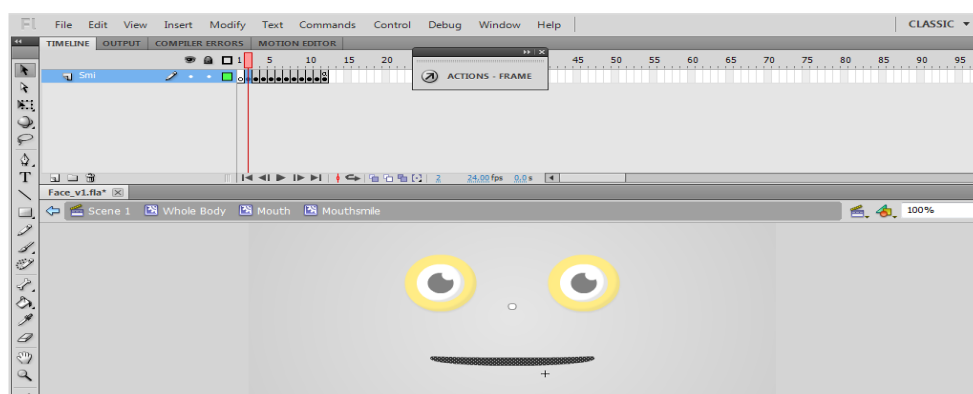 Fl File Edit View Insert Modify Text Commands Control Debug Window Help CLASSIC
TIMELINE OUTPUT COMPILER ERRORS MOTION EDITOR
1 5 10 15 20 45 50 55 60 65 70 75 80 85 90 95
Smi
ACTIONS - FRAME
2 24,00 fps 0,0 s
Face_v1.fla*
Scene 1 Whole Body Mouth Mouthsmile 100%
T